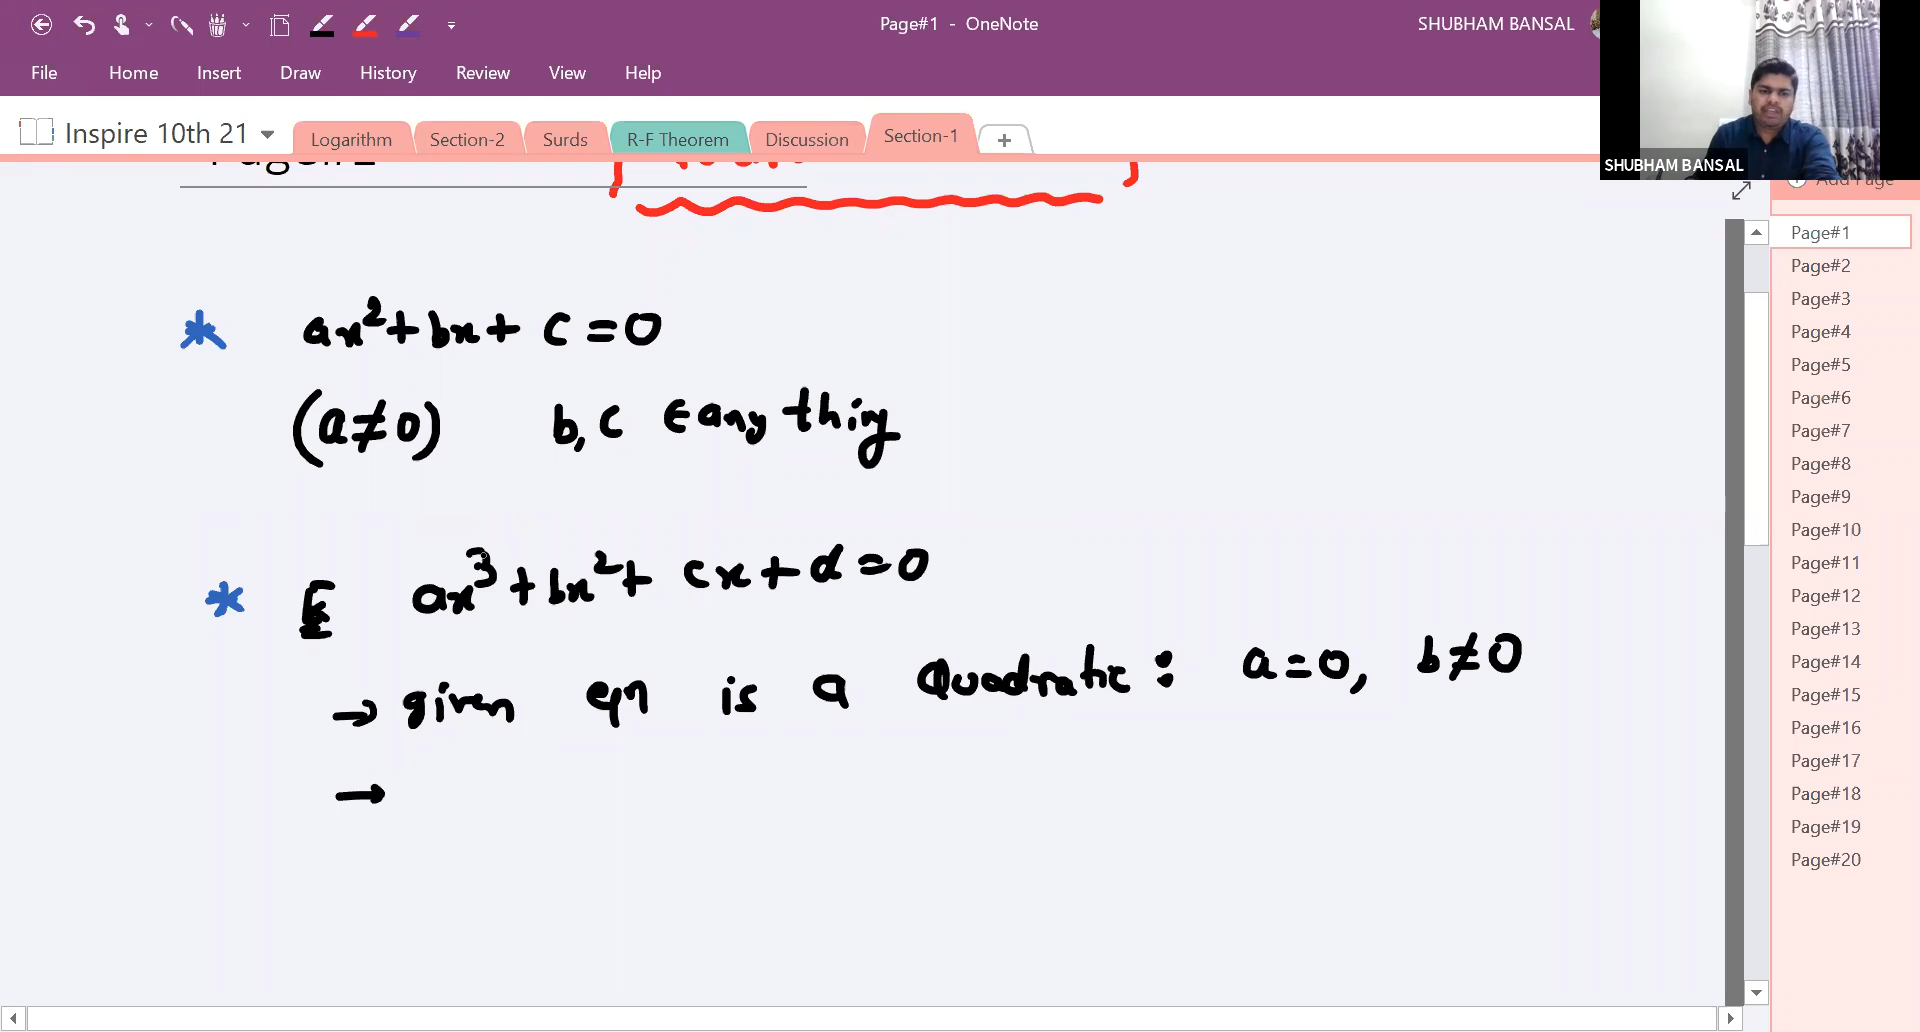 Page#1 - OneNote
SHUBHAM BANSAL
File Home Insert Draw History Review View Help
Inspire 10th 21
Logarithm Section-2 Surds R-F Theorem Discussion Section-1
SHUBHAM BANSAL
Add Page
ax²+bx+ c=0
(a≠0) b,c ∈ any thing
ax³+bx²+ cx+d=0
→ given eqn is a Quadratic : a=0, b≠0
→
Page#1
Page#2
Page#3
Page#4
Page#5
Page#6
Page#7
Page#8
Page#9
Page#10
Page#11
Page#12
Page#13
Page#14
Page#15
Page#16
Page#17
Page#18
Page#19
Page#20